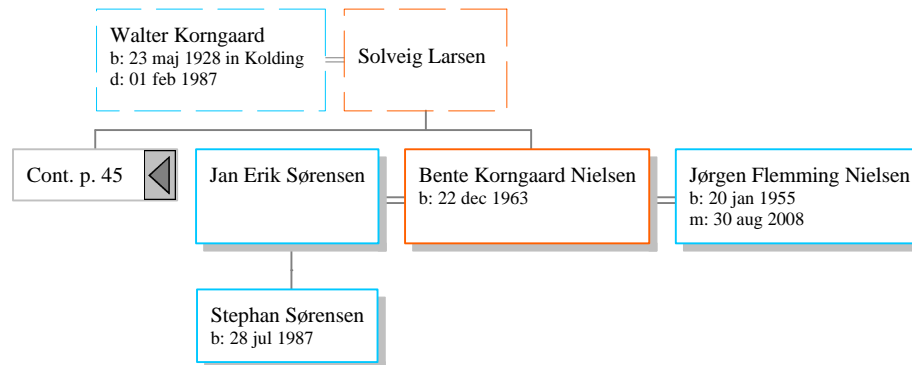 Walter Korngaard
b: 23 maj 1928 in Kolding
d: 01 feb 1987
Solveig Larsen
Cont. p. 45
Jan Erik Sørensen
Bente Korngaard Nielsen
b: 22 dec 1963
Jørgen Flemming Nielsen
b: 20 jan 1955
m: 30 aug 2008
Stephan Sørensen
b: 28 jul 1987